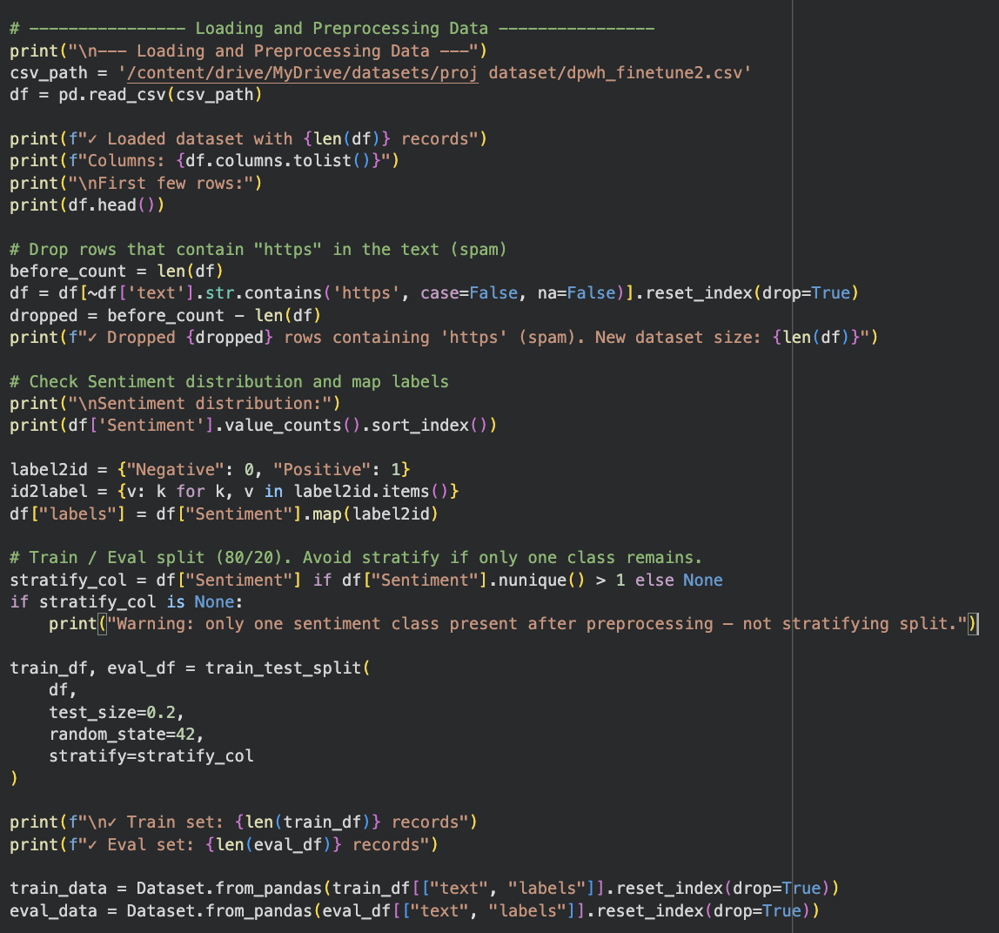 # ---------------- Loading and Preprocessing Data ----------------
print("\n--- Loading and Preprocessing Data ---")
csv_path = '/content/drive/MyDrive/datasets/proj dataset/dpwh_finetune2.csv'
df = pd.read_csv(csv_path)

print(f"✓ Loaded dataset with {len(df)} records")
print(f"Columns: {df.columns.tolist()}")
print("\nFirst few rows:")
print(df.head())

# Drop rows that contain "https" in the text (spam)
before_count = len(df)
df = df[~df['text'].str.contains('https', case=False, na=False)].reset_index(drop=True)
dropped = before_count - len(df)
print(f"✓ Dropped {dropped} rows containing 'https' (spam). New dataset size: {len(df)}")

# Check Sentiment distribution and map labels
print("\nSentiment distribution:")
print(df['Sentiment'].value_counts().sort_index())

label2id = {"Negative": 0, "Positive": 1}
id2label = {v: k for k, v in label2id.items()}
df["labels"] = df["Sentiment"].map(label2id)

# Train / Eval split (80/20). Avoid stratify if only one class remains.
stratify_col = df["Sentiment"] if df["Sentiment"].nunique() > 1 else None
if stratify_col is None:
    print("Warning: only one sentiment class present after preprocessing — not stratifying split.")

train_df, eval_df = train_test_split(
    df,
    test_size=0.2,
    random_state=42,
    stratify=stratify_col
)

print(f"\n✓ Train set: {len(train_df)} records")
print(f"✓ Eval set: {len(eval_df)} records")

train_data = Dataset.from_pandas(train_df[["text", "labels"]].reset_index(drop=True))
eval_data = Dataset.from_pandas(eval_df[["text", "labels"]].reset_index(drop=True))